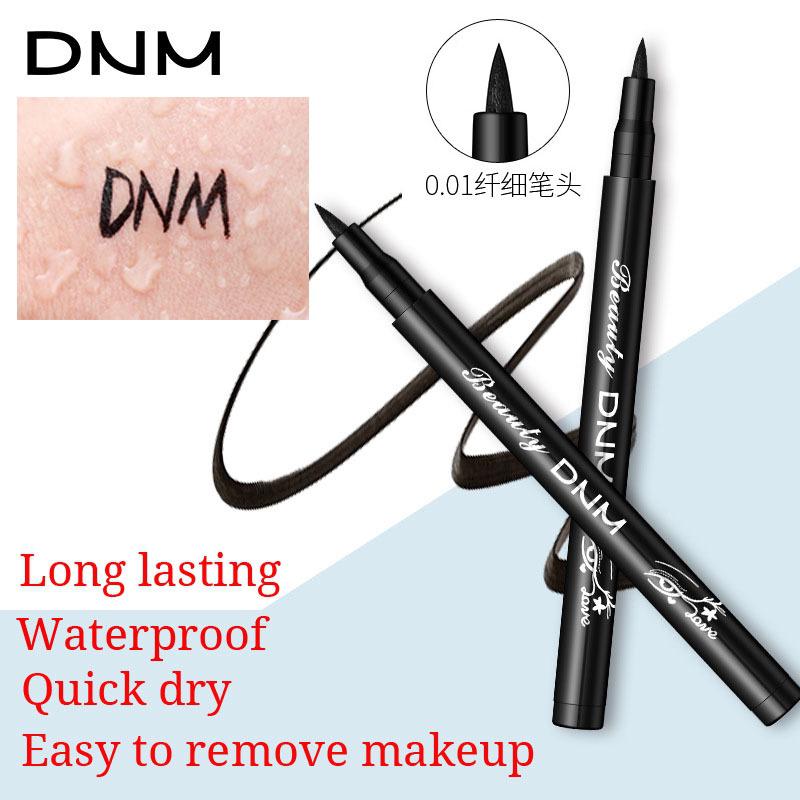 DNM
DNM
0.01纤细笔头
Beauty DNM
Love
Beauty DNM
Love
Long lasting
Waterproof
Quick dry
Easy to remove makeup